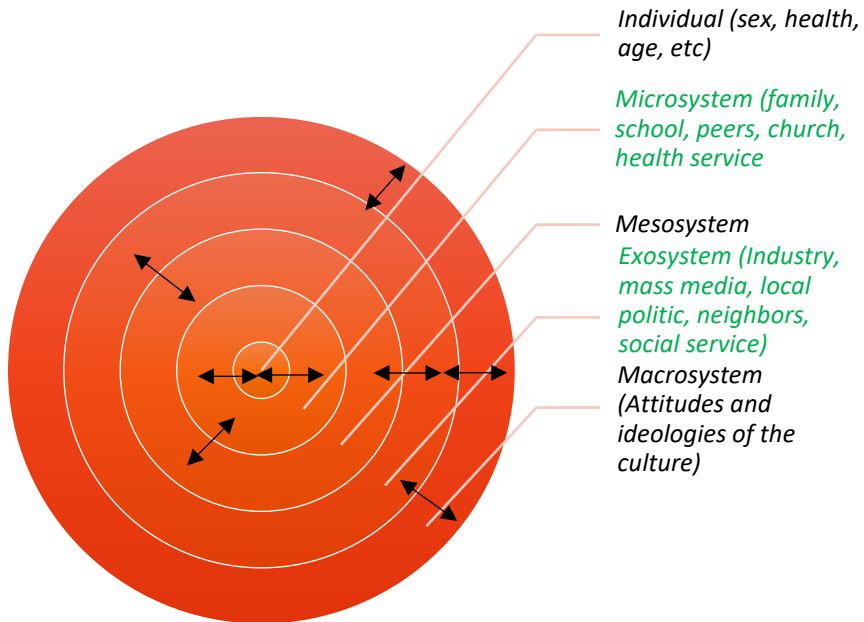 Individual (sex, health,
age, etc)
Microsystem (family,
school, peers, church,
health service
Mesosystem
Exosystem (Industry,
mass media, local
politic, neighbors,
social service)
Macrosystem
(Attitudes and
ideologies of the
culture)